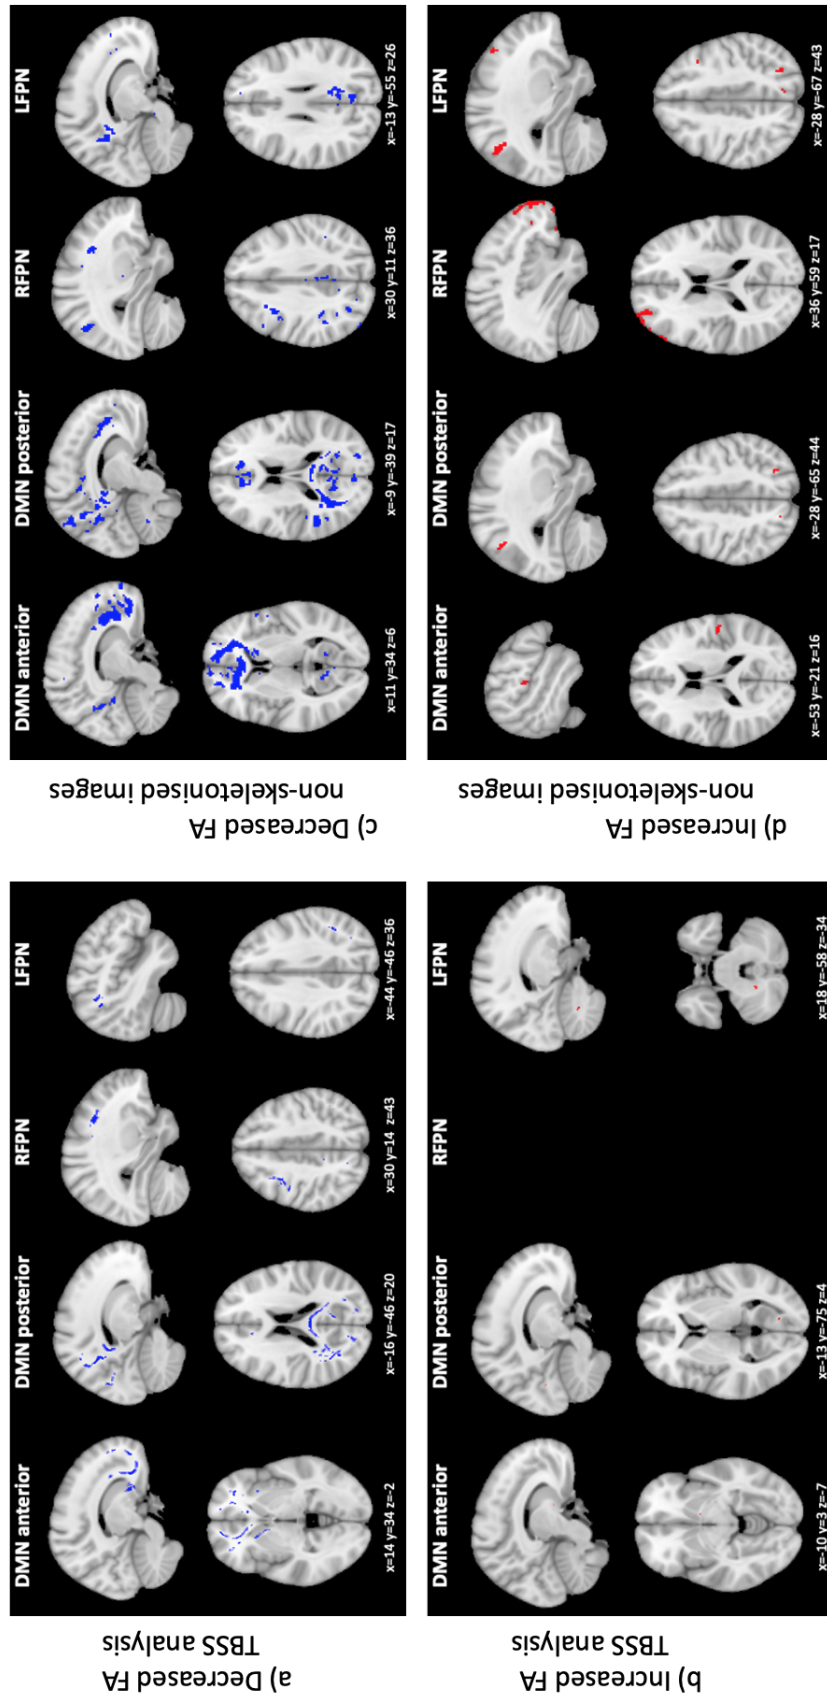 a) Decreased FA
TBSS analysis
DMN anterior
DMN posterior
RFPN
LFPN
x=14 y=34 z=-2
x=-16 y=-46 z=20
x=30 y=14 z=43
x=-44 y=-46 z=36
b) Increased FA
TBSS analysis
DMN anterior
DMN posterior
RFPN
LFPN
x=-10 y=3 z=-7
x=-13 y=-75 z=4
x=18 y=-58 z=-34
c) Decreased FA
non-skeletonised images
DMN anterior
DMN posterior
RFPN
LFPN
x=11 y=34 z=6
x=-9 y=-39 z=17
x=30 y=11 z=36
x=-13 y=-55 z=26
d) Increased FA
non-skeletonised images
DMN anterior
DMN posterior
RFPN
LFPN
x=-53 y=-21 z=16
x=-28 y=-65 z=44
x=36 y=59 z=17
x=-28 y=-67 z=43